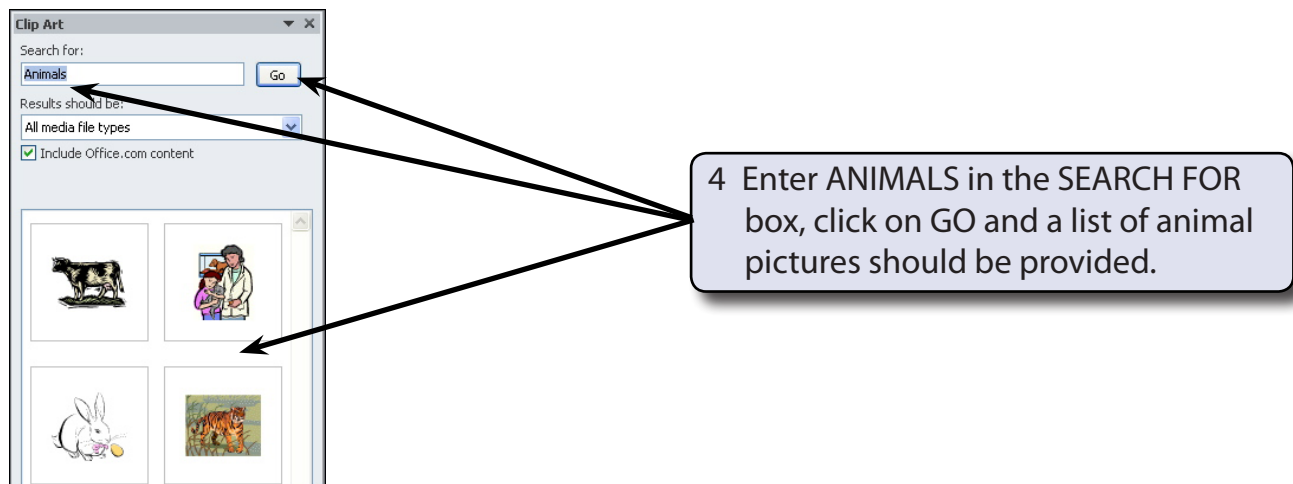 Clip Art
Search for:
Animals
Go
Results should be:
All media file types
Include Office.com content
4 Enter ANIMALS in the SEARCH FOR
box, click on GO and a list of animal
pictures should be provided.